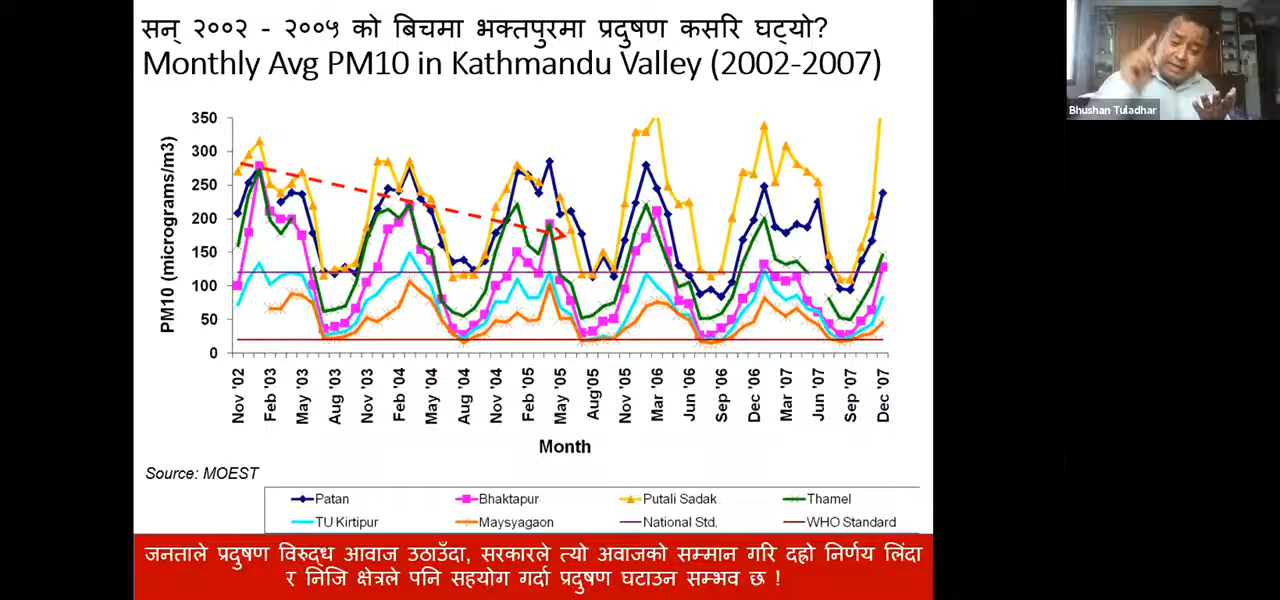 सन् २००२ - २००५ को बिचमा भक्तपुरमा प्रदुषण कसरि घट्यो?
Monthly Avg PM10 in Kathmandu Valley (2002-2007)
Bhushan Tuladhar
PM10 (micrograms/m3)
350
300
250
200
150
100
50
0
Nov '02
Feb '03
May '03
Aug '03
Nov '03
Feb '04
May '04
Aug '04
Nov '04
Feb '05
May '05
Aug'05
Nov '05
Mar '06
Jun '06
Sep '06
Dec '06
Mar '07
Jun '07
Sep '07
Dec '07
Month
Source: MOEST
Patan Bhaktapur Putali Sadak Thamel
TU Kirtipur Maysyagaon National Std. WHO Standard
जनताले प्रदुषण विरुद्ध आवाज उठाउँदा, सरकारले त्यो अवाजको सम्मान गरि दह्रो निर्णय लिंदा
र निजि क्षेत्रले पनि सहयोग गर्दा प्रदुषण घटाउन सम्भव छ !